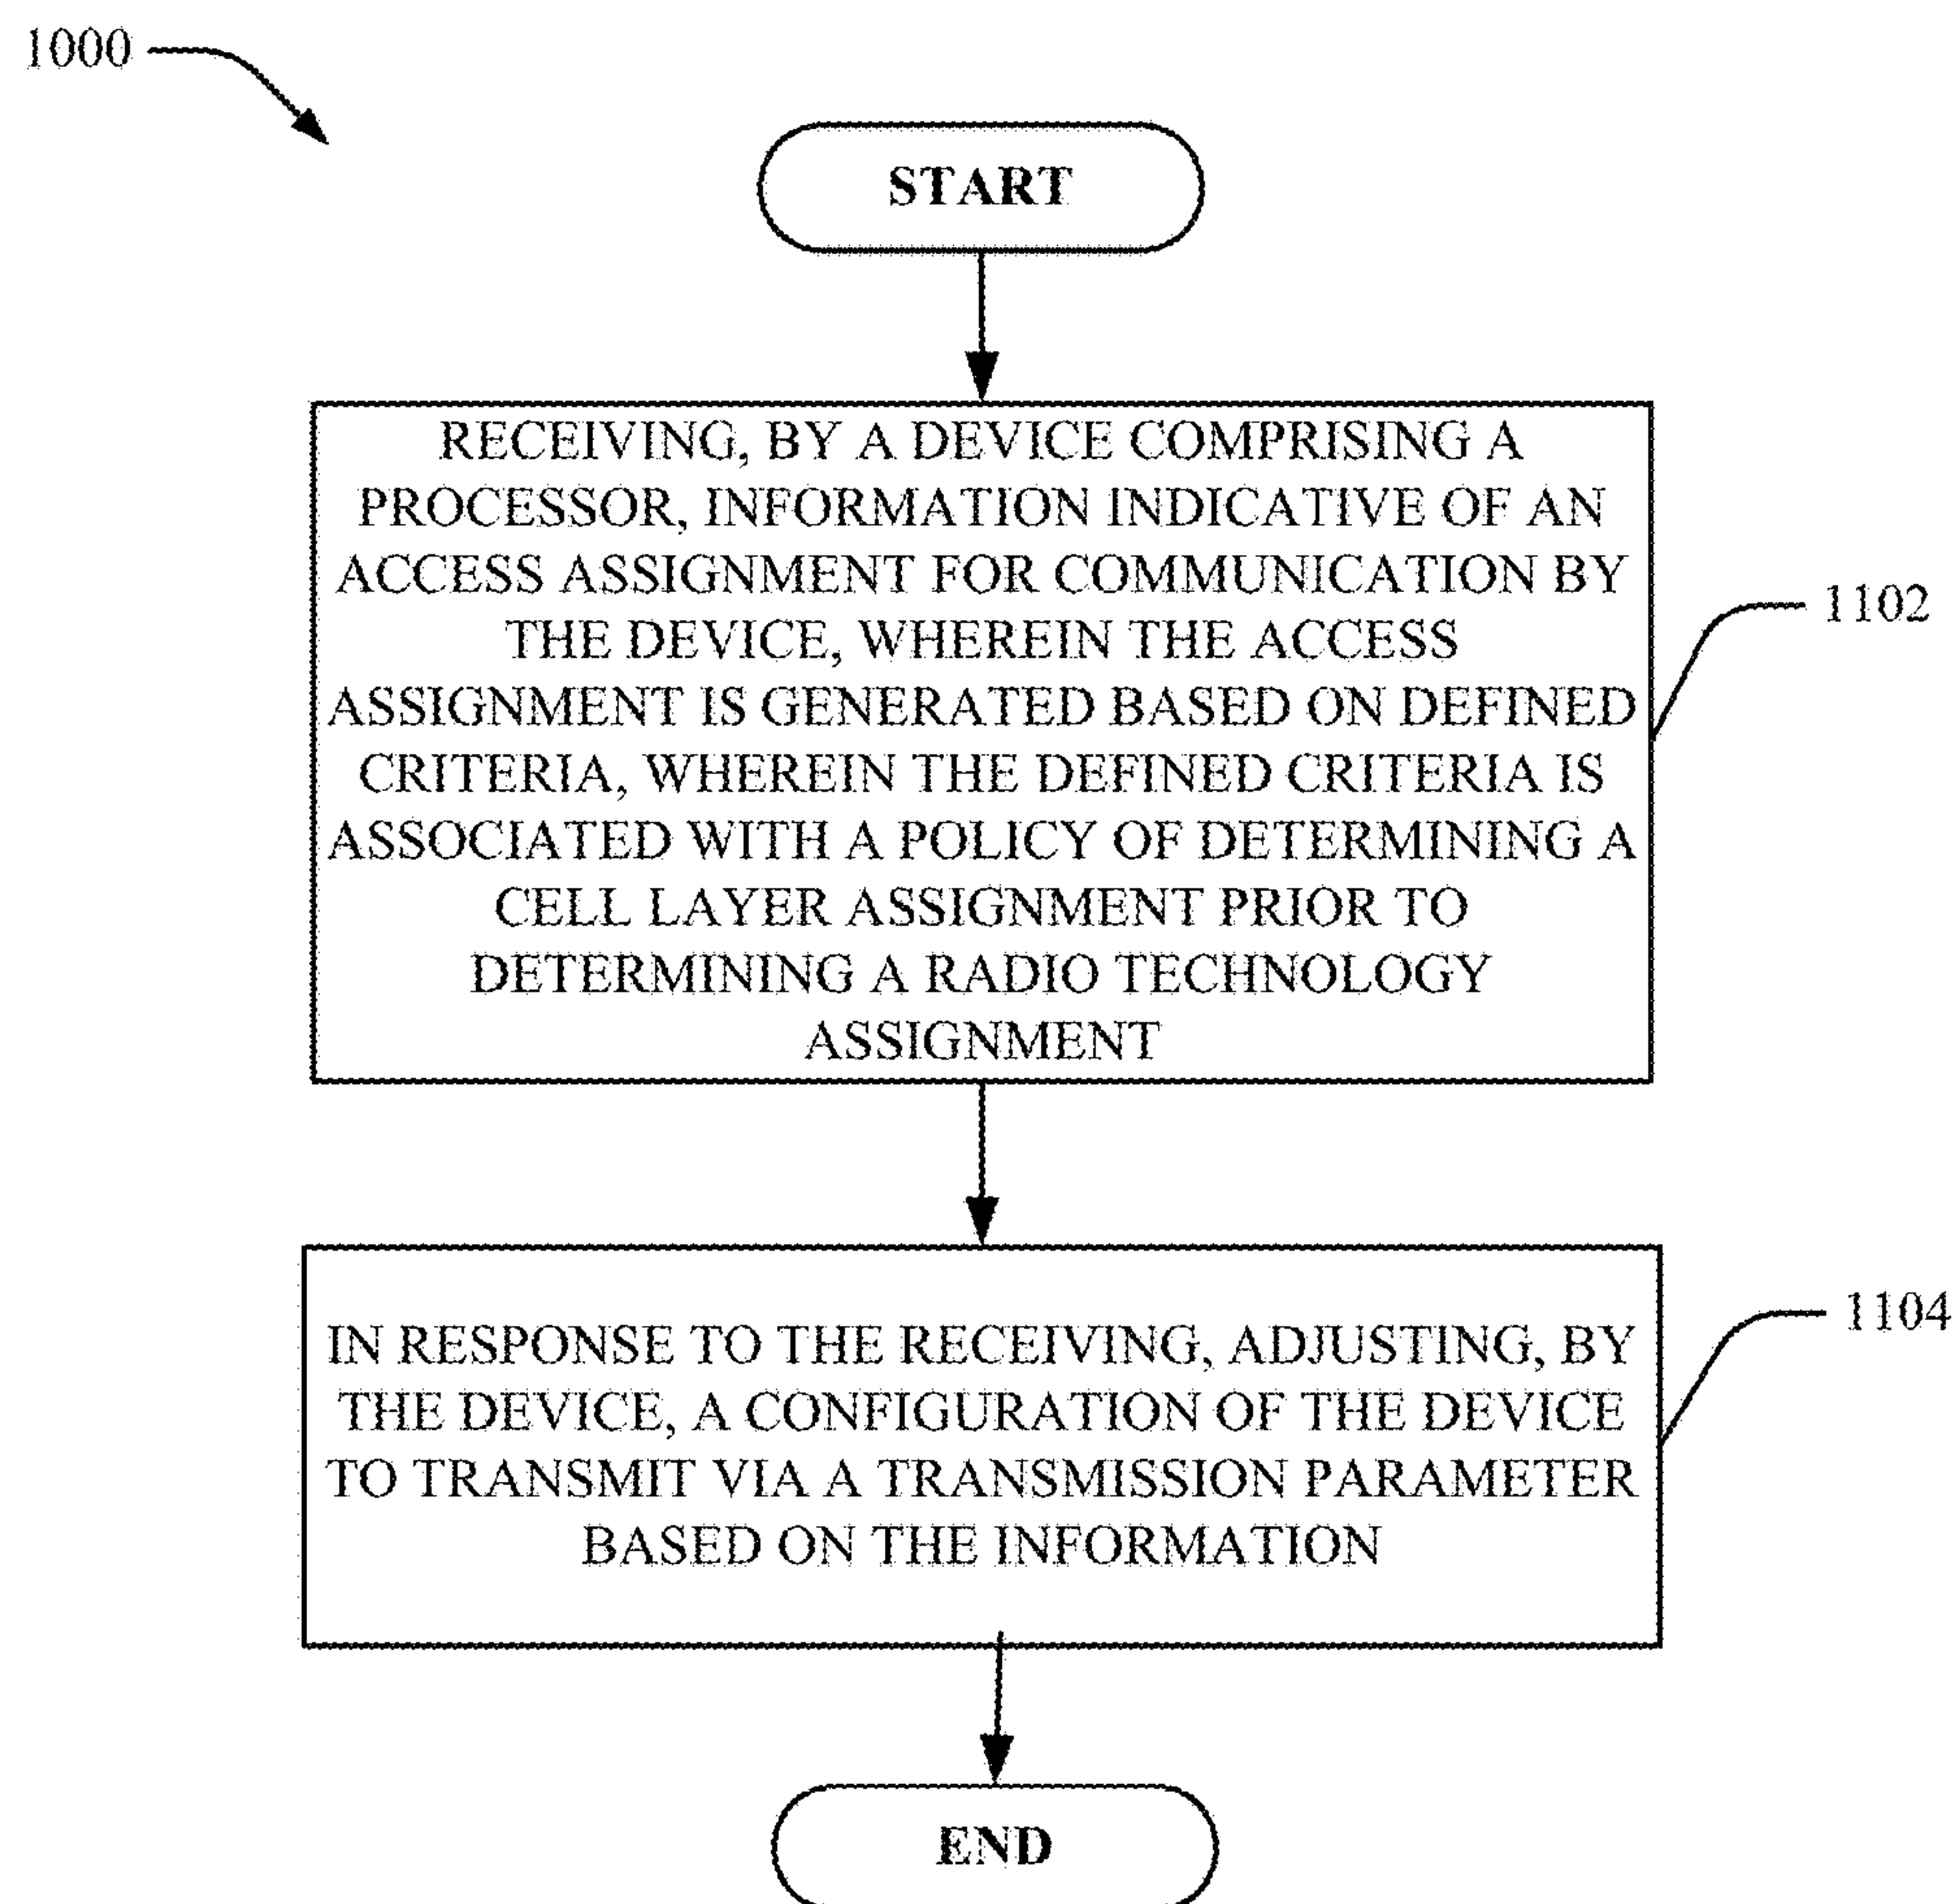 1000
START
RECEIVING, BY A DEVICE COMPRISING A
PROCESSOR, INFORMATION INDICATIVE OF AN
ACCESS ASSIGNMENT FOR COMMUNICATION BY
THE DEVICE, WHEREIN THE ACCESS
ASSIGNMENT IS GENERATED BASED ON DEFINED
CRITERIA, WHEREIN THE DEFINED CRITERIA IS
ASSOCIATED WITH A POLICY OF DETERMINING A
CELL LAYER ASSIGNMENT PRIOR TO
DETERMINING A RADIO TECHNOLOGY
ASSIGNMENT
1102
IN RESPONSE TO THE RECEIVING, ADJUSTING, BY
THE DEVICE, A CONFIGURATION OF THE DEVICE
TO TRANSMIT VIA A TRANSMISSION PARAMETER
BASED ON THE INFORMATION
1104
END